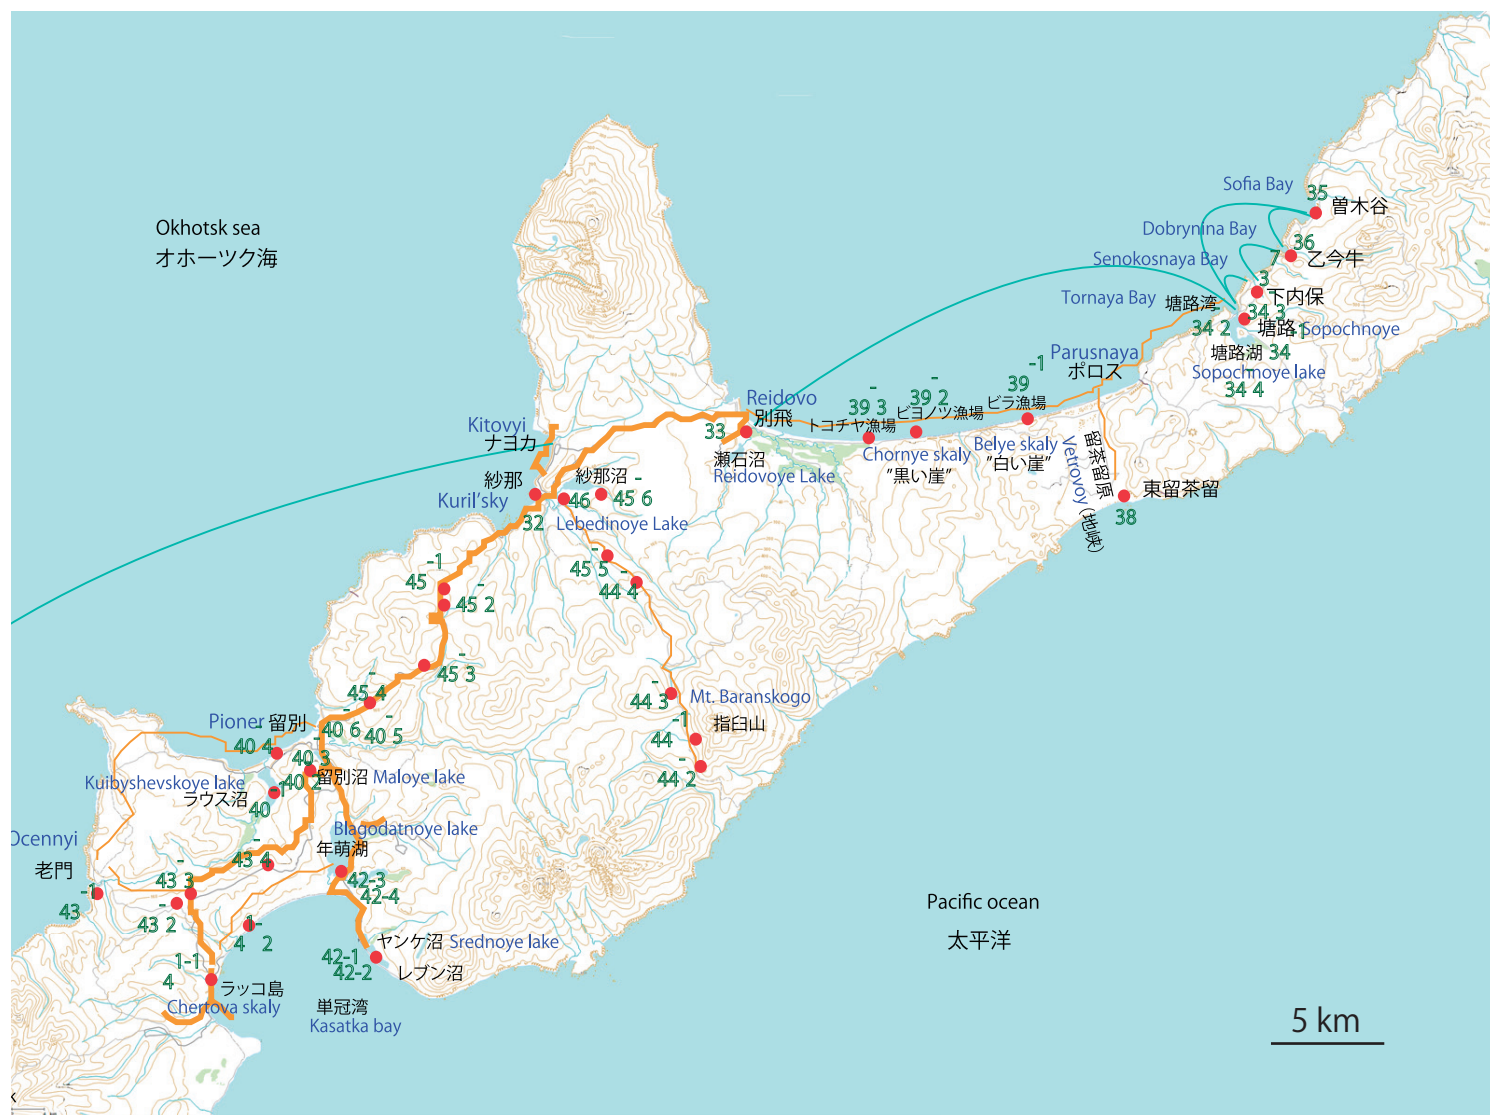 Sofia Bay
35
曽木谷
Okhotsk sea
オホーツク海
Dobrynina Bay
36
7
乙今牛
Senokosnaya Bay
3
下内保
Tornaya Bay
塘路湾
34 3
34 2
塘路
-1
Sopochnoye
塘路湖
34
Sopochnoye lake
-
34 4
Parusnaya
ポロス
-1
39
ビラ漁場
-
39 2
ビヨノツ漁場
-
39 3
トコチヤ漁場
Reidovo
別飛
33
瀬石沼
Reidovoye Lake
Chornye skaly
"黒い崖"
Belye skaly
"白い崖"
Vetrovoy
留茶留原
(地峡)
東留茶留
38
Kitovyi
ナヨカ
紗那
Kuril'sky
32
紗那沼
46
-
45 6
Lebedinoye Lake
-
45 5
-
44 4
-1
45
-
45 2
-
45 3
-
45 4
-
44 3
Mt. Baranskogo
指臼山
-1
44
-
44 2
Pioner
留別
-
40 4
-
40 6
-
40 5
-
40 3
40 2
留別沼
Maloye lake
Kuibyshevskoye lake
ラウス沼
-1
40
Blagodatnoye lake
年萌湖
Ocennyi
老門
-1
43
-
43 4
-
43 3
-
43 2
42-3
42-4
1-
4 2
1-1
4
ラッコ島
Chertova skaly
42-1
42-2
ヤンケ沼
Srednoye lake
レブン沼
単冠湾
Kasatka bay
Pacific ocean
太平洋
5 km